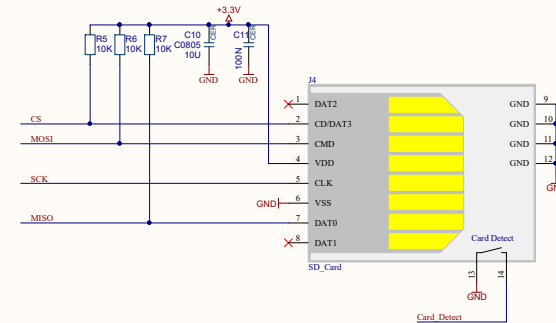 +3.3V
R5 R6 R7
10K 10K 10K
C10
C0805
10U
CER
C11
100N
CER
GND GND
J4
1 DAT2
CS 2 CD/DAT3
MOSI 3 CMD
4 VDD
SCK 5 CLK
GND 6 VSS
MISO 7 DAT0
8 DAT1
GND 9
GND 10
GND 11
GND 12
Card Detect
SD_Card
13 14
GND
Card_Detect